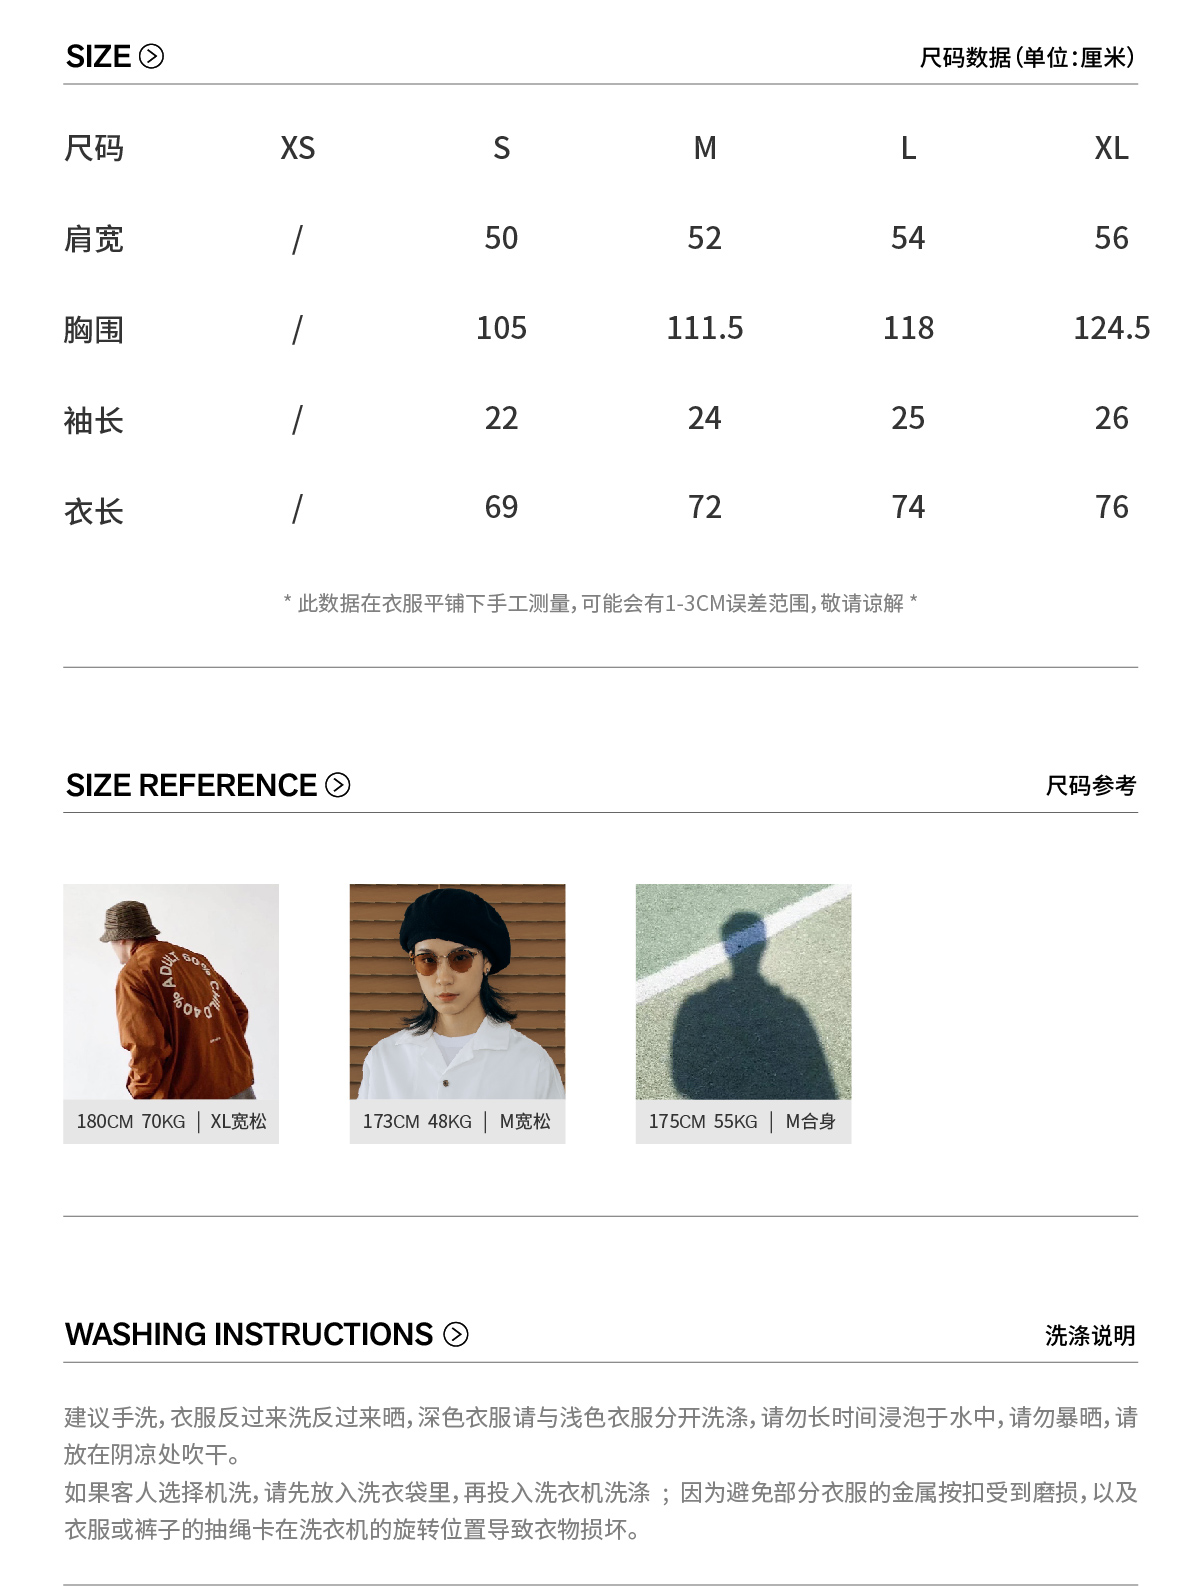 SIZE
尺码数据(单位:厘米)
尺码 XS S M L XL
肩宽 / 50 52 54 56
胸围 / 105 111.5 118 124.5
袖长 / 22 24 25 26
衣长 / 69 72 74 76
* 此数据在衣服平铺下手工测量,可能会有1-3CM误差范围,敬请谅解 *
SIZE REFERENCE
尺码参考
ADULT 60% CHILD 40%
180CM 70KG | XL宽松
173CM 48KG | M宽松
175CM 55KG | M合身
WASHING INSTRUCTIONS
洗涤说明
建议手洗,衣服反过来洗反过来晒,深色衣服请与浅色衣服分开洗涤,请勿长时间浸泡于水中,请勿暴晒,请
放在阴凉处吹干。
如果客人选择机洗,请先放入洗衣袋里,再投入洗衣机洗涤 ; 因为避免部分衣服的金属按扣受到磨损,以及
衣服或裤子的抽绳卡在洗衣机的旋转位置导致衣物损坏。